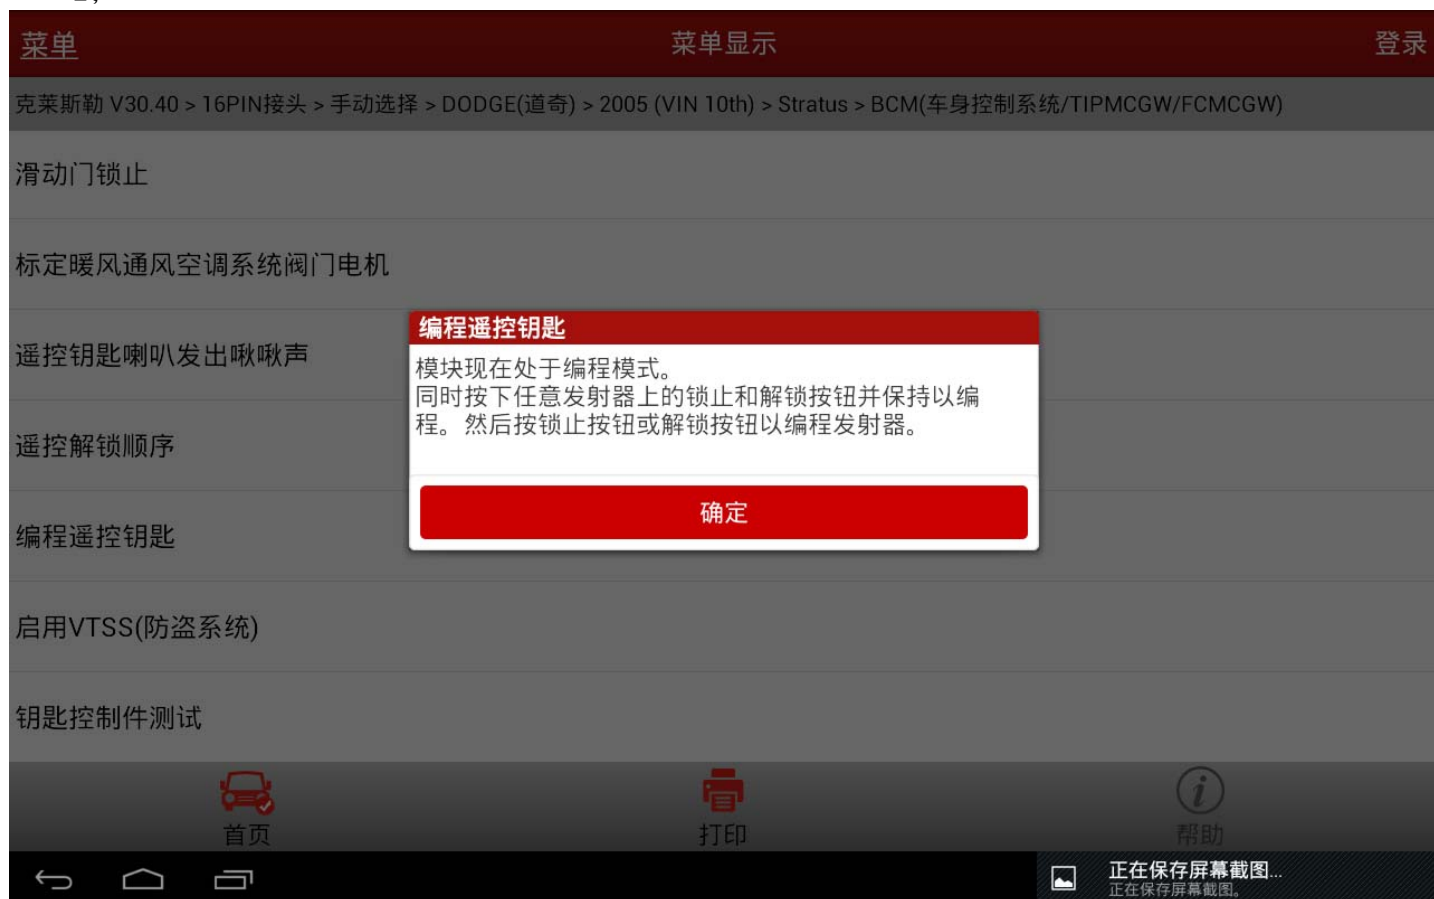 菜单
菜单显示
登录
克莱斯勒 V30.40 > 16PIN接头 > 手动选择 > DODGE(道奇) > 2005 (VIN 10th) > Stratus > BCM(车身控制系统/TIPMCGW/FCMCGW)
滑动门锁止
标定暖风通风空调系统阀门电机
遥控钥匙喇叭发出啾啾声
遥控解锁顺序
编程遥控钥匙
启用VTSS(防盗系统)
钥匙控制件测试
编程遥控钥匙
模块现在处于编程模式。
同时按下任意发射器上的锁止和解锁按钮并保持以编
程。然后按锁止按钮或解锁按钮以编程发射器。
确定
首页
打印
帮助
正在保存屏幕截图...
正在保存屏幕截图。